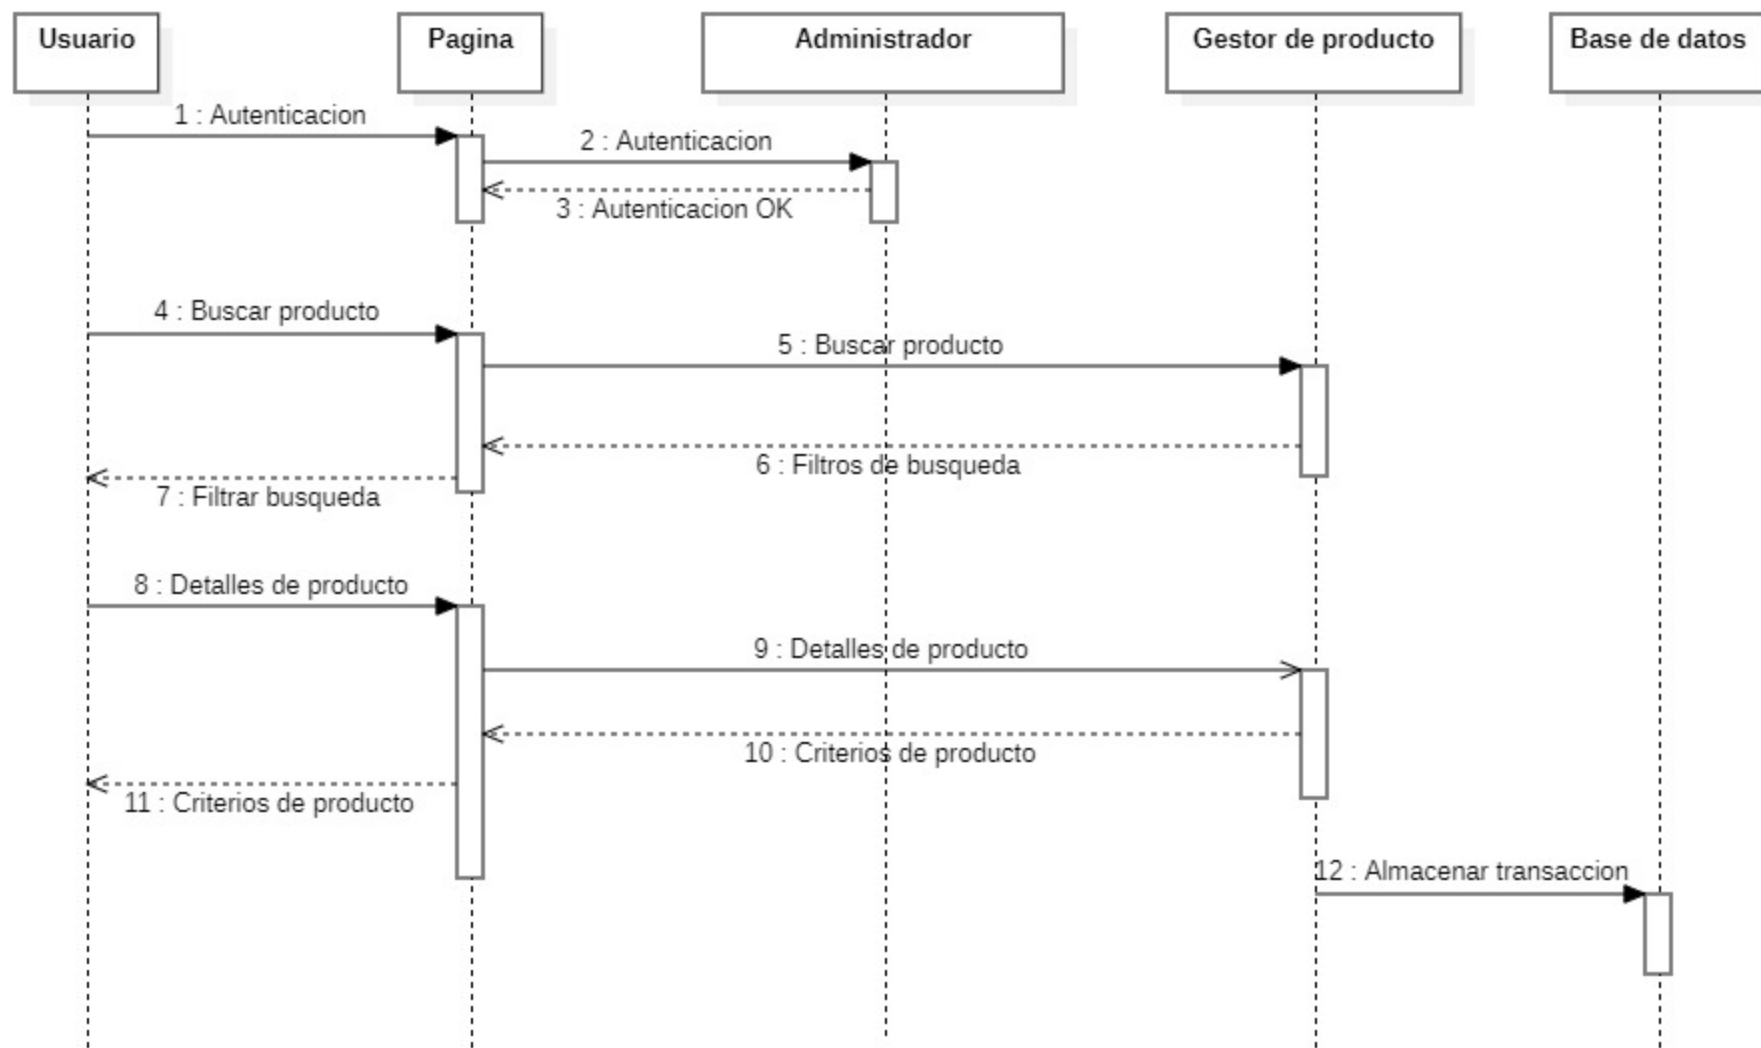 Usuario
Pagina
Administrador
Gestor de producto
Base de datos
1 : Autenticacion
2 : Autenticacion
3 : Autenticacion OK
4 : Buscar producto
5 : Buscar producto
6 : Filtros de busqueda
7 : Filtrar busqueda
8 : Detalles de producto
9 : Detalles de producto
10 : Criterios de producto
11 : Criterios de producto
12 : Almacenar transaccion